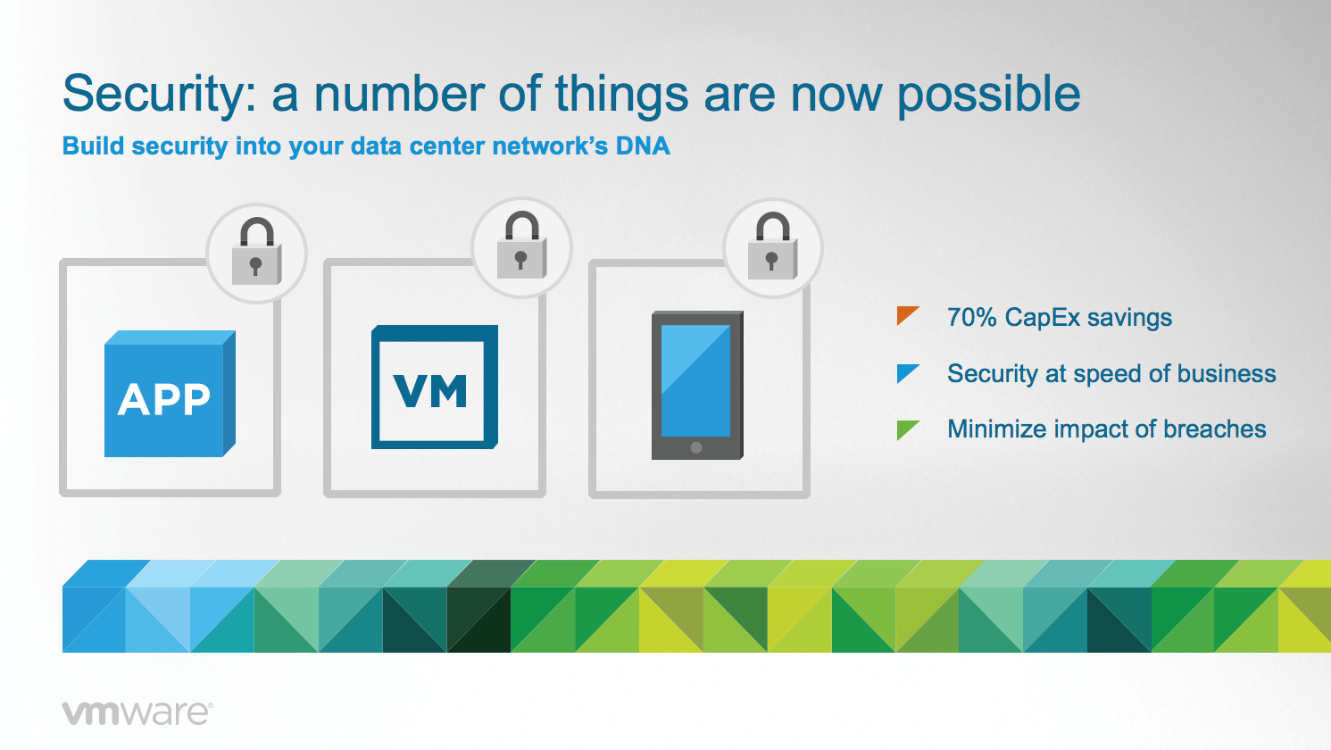 Security: a number of things are now possible
Build security into your data center network’s DNA
APP
VM
70% CapEx savings
Security at speed of business
Minimize impact of breaches
vmware®